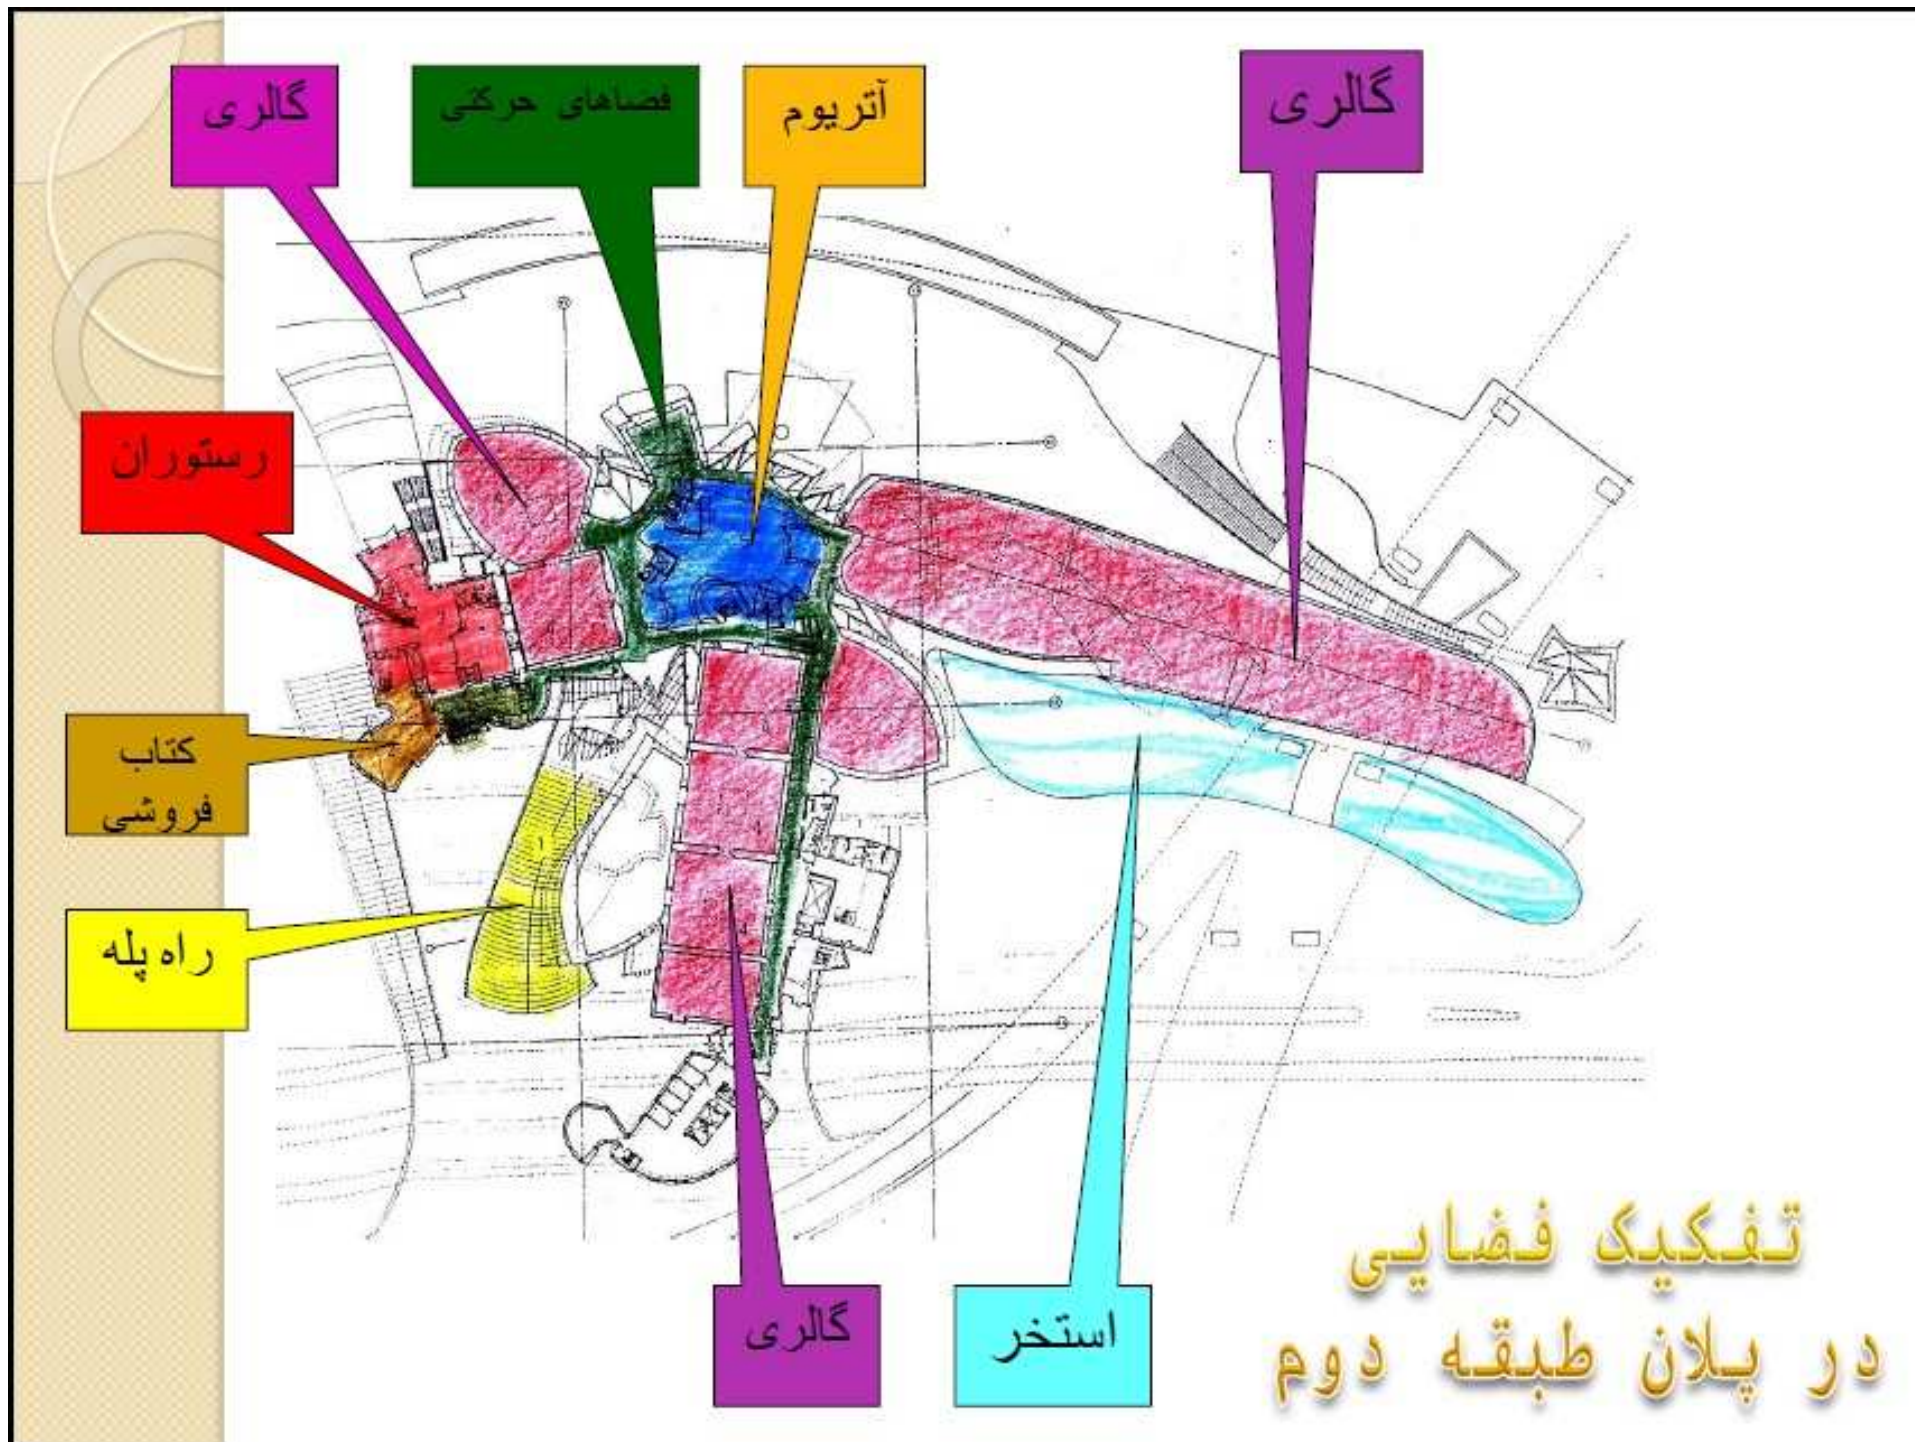 گالری
فضاهای حرکتی
آتریوم
گالری
رستوران
کتاب
فروشی
راه پله
گالری
استخر
تفکیک فضایی
در پلان طبقه دوم